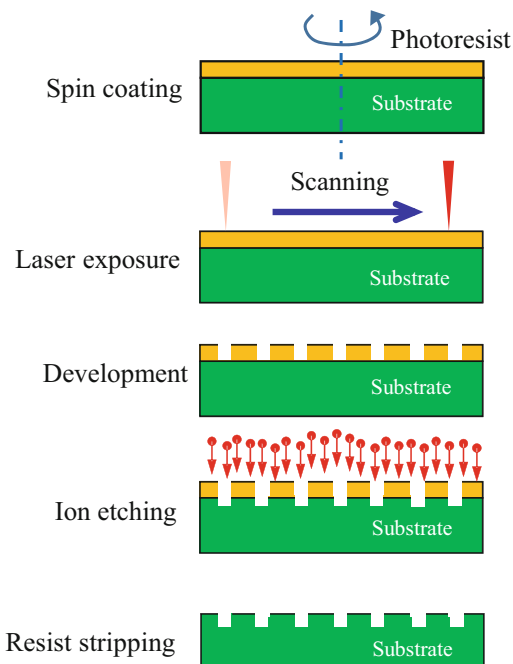 Photoresist
Spin coating
Substrate
Scanning
Laser exposure
Substrate
Development
Substrate
Ion etching
Substrate
Resist stripping
Substrate